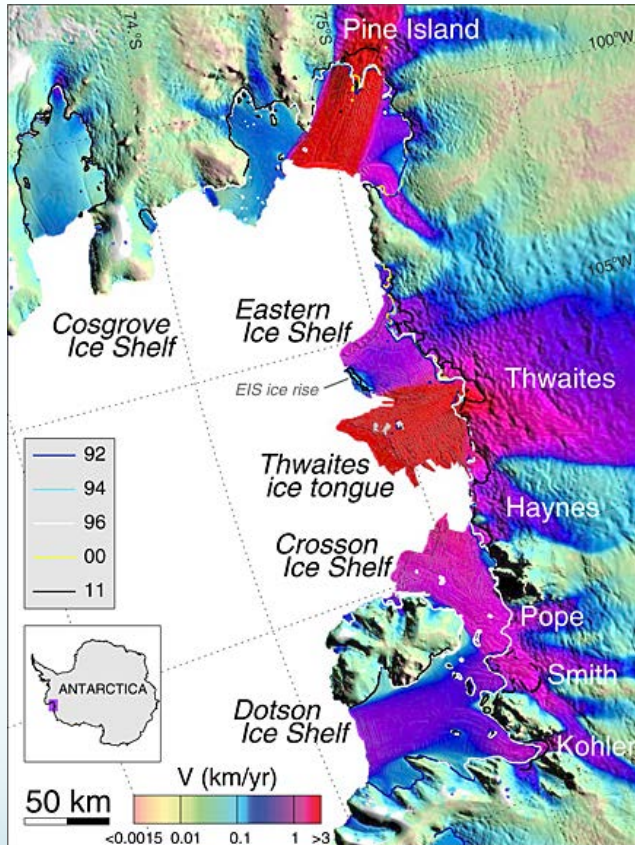 Pine Island
74.°S
75°S
100°W
105°W
Cosgrove
Ice Shelf
Eastern
Ice Shelf
EIS ice rise
Thwaites
Thwaites
ice tongue
Haynes
Crosson
Ice Shelf
Pope
Smith
Dotson
Ice Shelf
Kohler
92
94
96
00
11
ANTARCTICA
50 km
V (km/yr)
<0.0015 0.01 0.1 1 >3